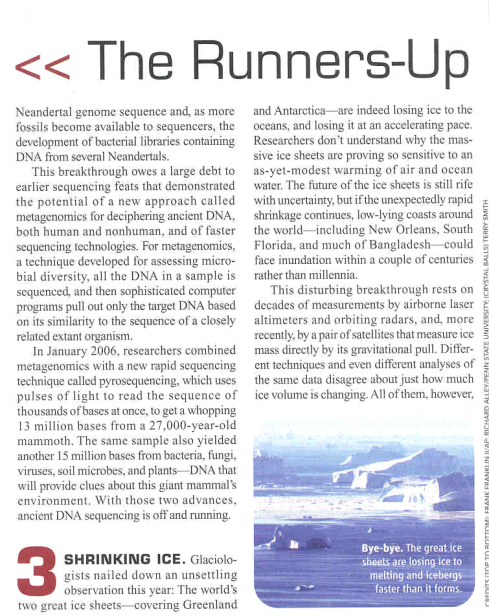 << The Runners-Up
Neandertal genome sequence and, as more
fossils become available to sequencers, the
development of bacterial libraries containing
DNA from several Neandertals.
This breakthrough owes a large debt to
earlier sequencing feats that demonstrated
the potential of a new approach called
metagenomics for deciphering ancient DNA,
both human and nonhuman, and of faster
sequencing technologies. For metagenomics,
a technique developed for assessing micro-
bial diversity, all the DNA in a sample is
sequenced, and then sophisticated computer
programs pull out only the target DNA based
on its similarity to the sequence of a closely
related extant organism.
In January 2006, researchers combined
metagenomics with a new rapid sequencing
technique called pyrosequencing, which uses
pulses of light to read the sequence of
thousands of bases at once, to get a whopping
13 million bases from a 27,000-year-old
mammoth. The same sample also yielded
another 15 million bases from bacteria, fungi,
viruses, soil microbes, and plants—DNA that
will provide clues about this giant mammal's
environment. With those two advances,
ancient DNA sequencing is off and running.
3 SHRINKING ICE. Glaciolo-
gists nailed down an unsettling
observation this year: The world's
two great ice sheets—covering Greenland
and Antarctica—are indeed losing ice to the
oceans, and losing it at an accelerating pace.
Researchers don't understand why the mas-
sive ice sheets are proving so sensitive to an
as-yet-modest warming of air and ocean
water. The future of the ice sheets is still rife
with uncertainty, but if the unexpectedly rapid
shrinkage continues, low-lying coasts around
the world—including New Orleans, South
Florida, and much of Bangladesh—could
face inundation within a couple of centuries
rather than millennia.
This disturbing breakthrough rests on
decades of measurements by airborne laser
altimeters and orbiting radars, and, more
recently, by a pair of satellites that measure ice
mass directly by its gravitational pull. Differ-
ent techniques and even different analyses of
the same data disagree about just how much
ice volume is changing. All of them, however,
Bye-bye. The great ice
sheets are losing ice to
melting and icebergs
faster than it forms.
CREDITS (TOP TO BOTTOM): FRANK FRANKLIN II/AP; RICHARD ALLEY/PENN STATE UNIVERSITY; (CRYSTAL BALLS) TERRY SMITH